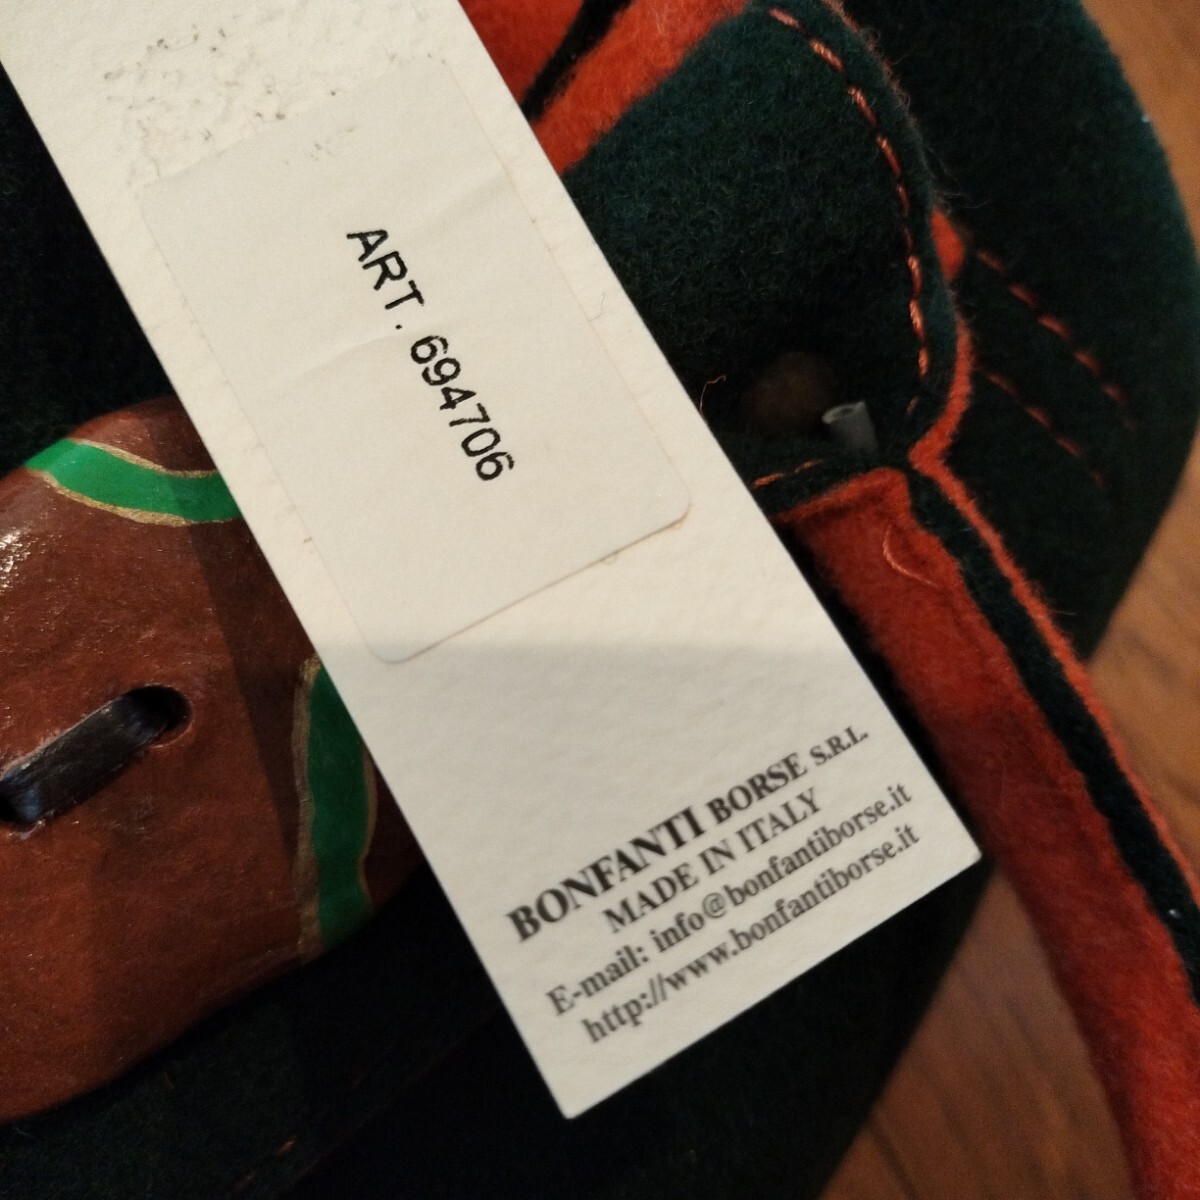 ART. 694706
BONFANTI BORSE S.R.L.
MADE IN ITALY
E-mail: info@bonfantiborse.it
http://www.bonfantiborse.it